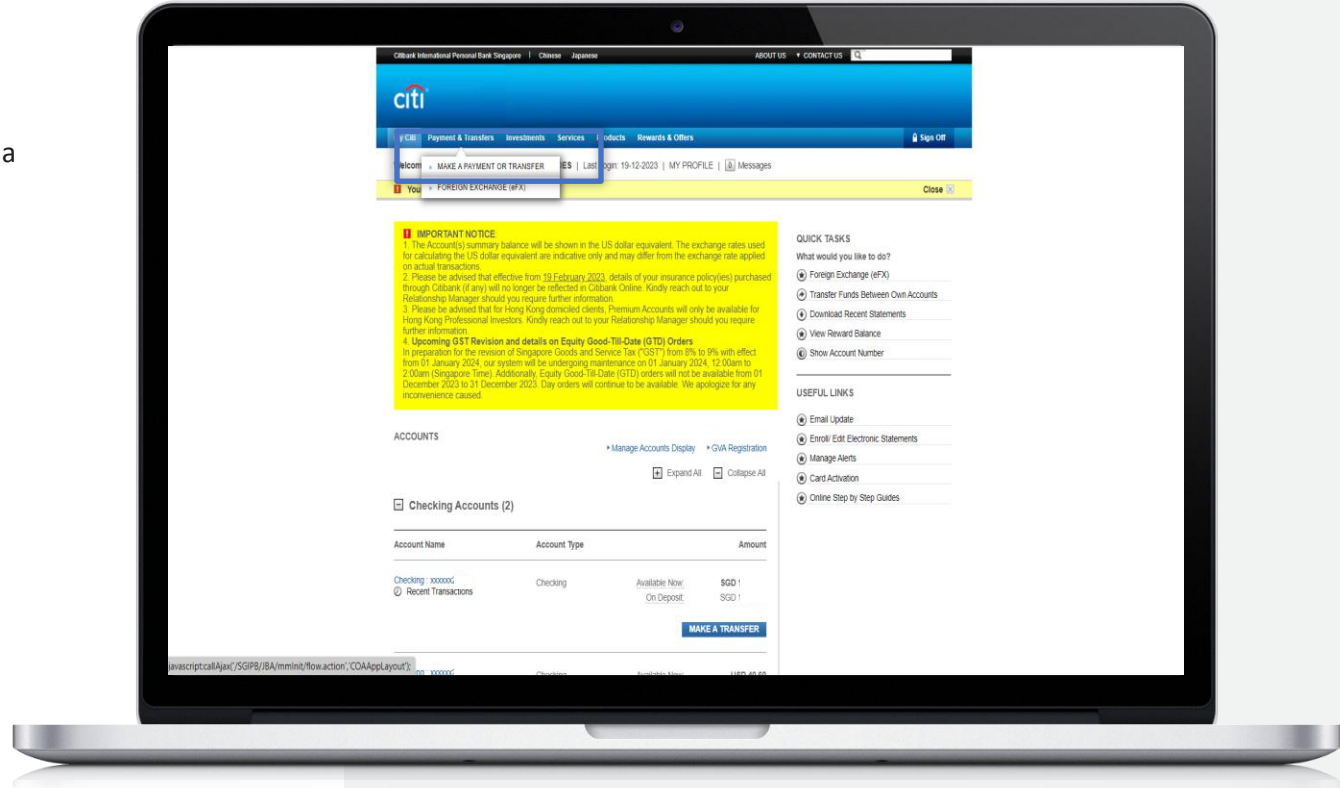 a
Citibank International Personal Bank Singapore | Chinese Japanese ABOUT US CONTACT US
citi
Citi Payment & Transfers Investments Services Products Rewards & Offers Sign Off
Welcom MAKE A PAYMENT OR TRANSFER ES | Last Login: 19-12-2023 | MY PROFILE | Messages
You FOREIGN EXCHANGE (eFX) Close
IMPORTANT NOTICE
1. The Account(s) summary balance will be shown in the US dollar equivalent. The exchange rates used
for calculating the US dollar equivalent are indicative only and may differ from the exchange rate applied
on actual transactions.
2. Please be advised that effective from 19 February 2023, details of your insurance policy(ies) purchased
through Citibank (if any) will no longer be reflected in Citibank Online. Kindly reach out to your
Relationship Manager should you require further information.
3. Please be advised that for Hong Kong domiciled clients, Premium Accounts will only be available for
Hong Kong Professional Investors. Kindly reach out to your Relationship Manager should you require
further information.
4. Upcoming GST Revision and details on Equity Good-Till-Date (GTD) Orders
In preparation for the revision of Singapore Goods and Service Tax ("GST") from 8% to 9% with effect
from 01 January 2024, our system will be undergoing maintenance on 01 January 2024, 12:00am to
2:00am (Singapore Time). Additionally, Equity Good-Till-Date (GTD) orders will not be available from 01
December 2023 to 31 December 2023. Day orders will continue to be available. We apologize for any
inconvenience caused.
QUICK TASKS
What would you like to do?
Foreign Exchange (eFX)
Transfer Funds Between Own Accounts
Download Recent Statements
View Reward Balance
Show Account Number
USEFUL LINKS
Email Update
Enroll/ Edit Electronic Statements
Manage Alerts
Card Activation
Online Step by Step Guides
ACCOUNTS
Manage Accounts Display GVA Registration
Expand All Collapse All
Checking Accounts (2)
Account Name Account Type Amount
Checking : xxxxxx Checking Available Now: SGD
Recent Transactions On Deposit: SGD
MAKE A TRANSFER
javascript:callAjax('/SGIPB/JBA/mmInit/flow.action','COAAppLayout');
Checking Available Now: USD